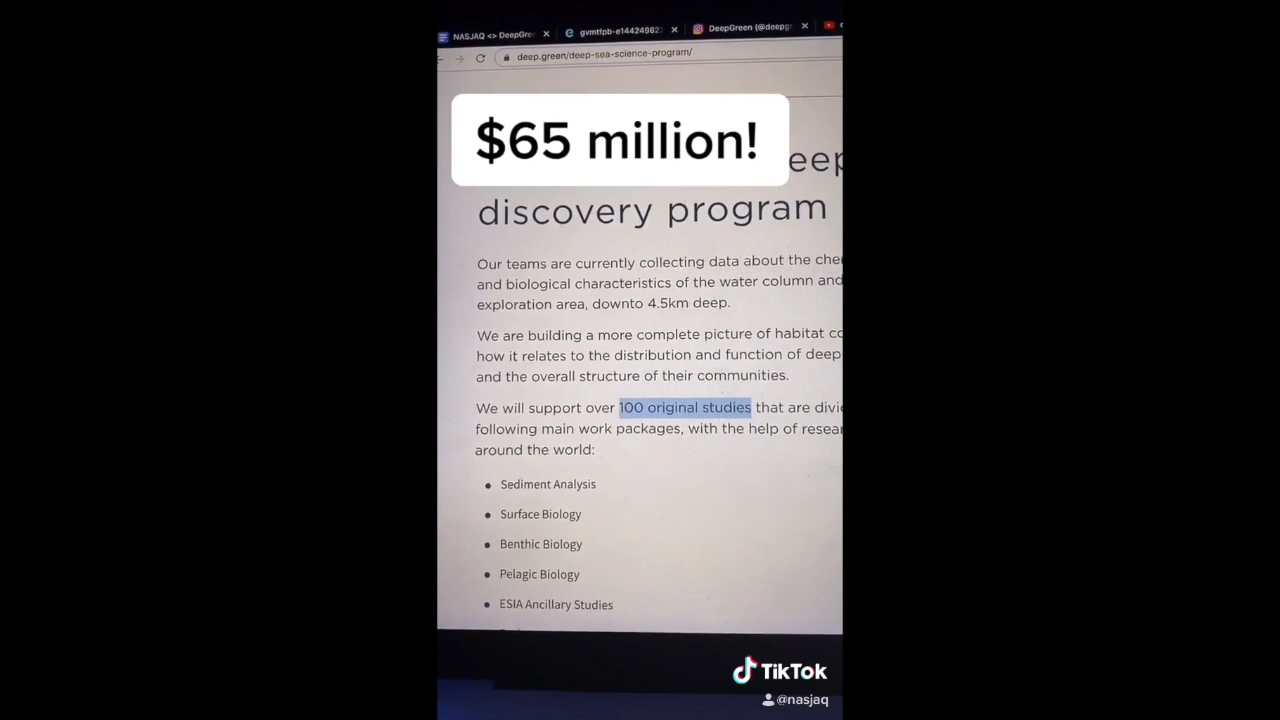 NASJAQ <> DeepGre
gvmtfpb-e14424962
DeepGreen (@deepg
deep.green/deep-sea-science-program/
$65 million!
eep
discovery program
Our teams are currently collecting data about the che
and biological characteristics of the water column and
exploration area, downto 4.5km deep.
We are building a more complete picture of habitat co
how it relates to the distribution and function of deep
and the overall structure of their communities.
We will support over 100 original studies that are divi
following main work packages, with the help of resea
around the world:
Sediment Analysis
Surface Biology
Benthic Biology
Pelagic Biology
ESIA Ancillary Studies
TikTok
@nasjaq